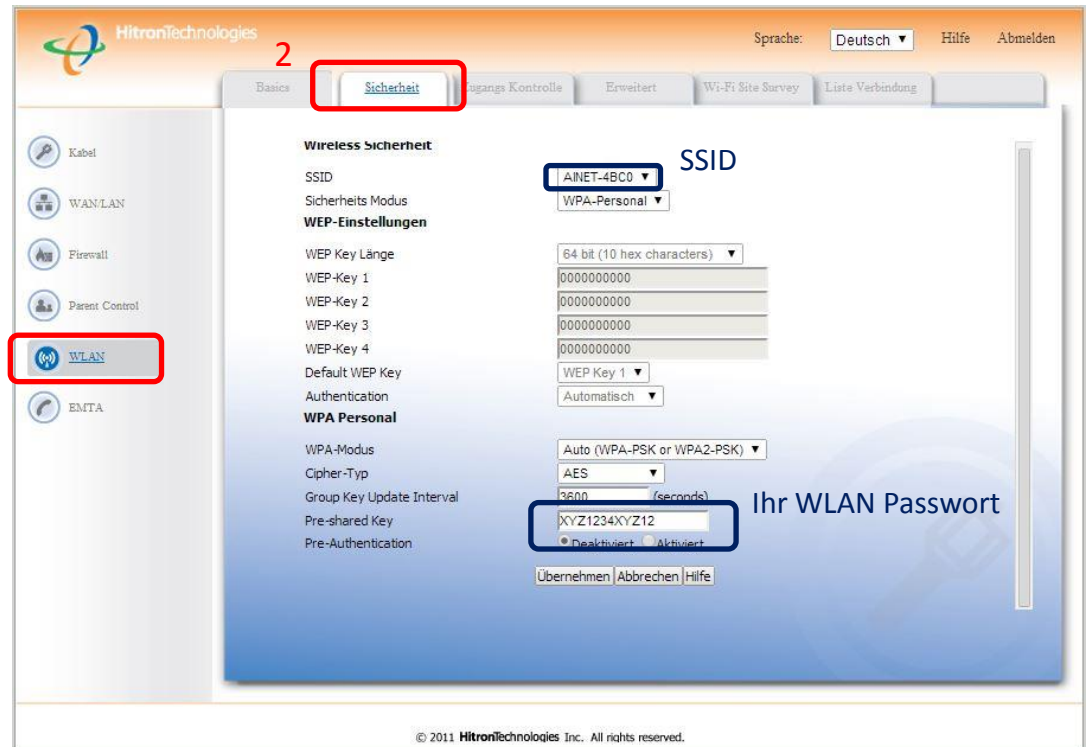 HitronTechnologies
Sprache: Deutsch ▼ Hilfe Abmelden
2
Basics Sicherheit Zugangs Kontrolle Erweitert Wi-Fi Site Survey Liste Verbindung
Kabel
WAN/LAN
Firewall
Parent Control
WLAN
EMTA
Wireless Sicherheit
SSID AINET-4BC0 ▼ SSID
Sicherheits Modus WPA-Personal ▼
WEP-Einstellungen
WEP Key Länge 64 bit (10 hex characters) ▼
WEP-Key 1 0000000000
WEP-Key 2 0000000000
WEP-Key 3 0000000000
WEP-Key 4 0000000000
Default WEP Key WEP Key 1 ▼
Authentication Automatisch ▼
WPA Personal
WPA-Modus Auto (WPA-PSK or WPA2-PSK) ▼
Cipher-Typ AES ▼
Group Key Update Interval 3600 (seconds)
Ihr WLAN Passwort
Pre-shared Key XYZ1234XYZ12
Pre-Authentication Deaktiviert Aktiviert
Übernehmen Abbrechen Hilfe
© 2011 HitronTechnologies Inc. All rights reserved.